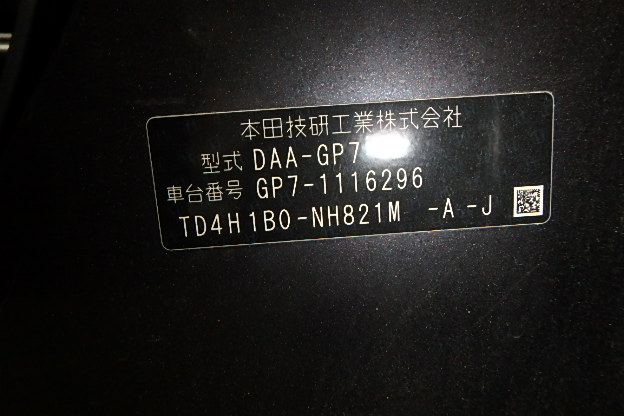 本田技研工業株式会社
型式 DAA-GP7
車台番号 GP7-1116296
TD4H1B0-NH821M -A-J